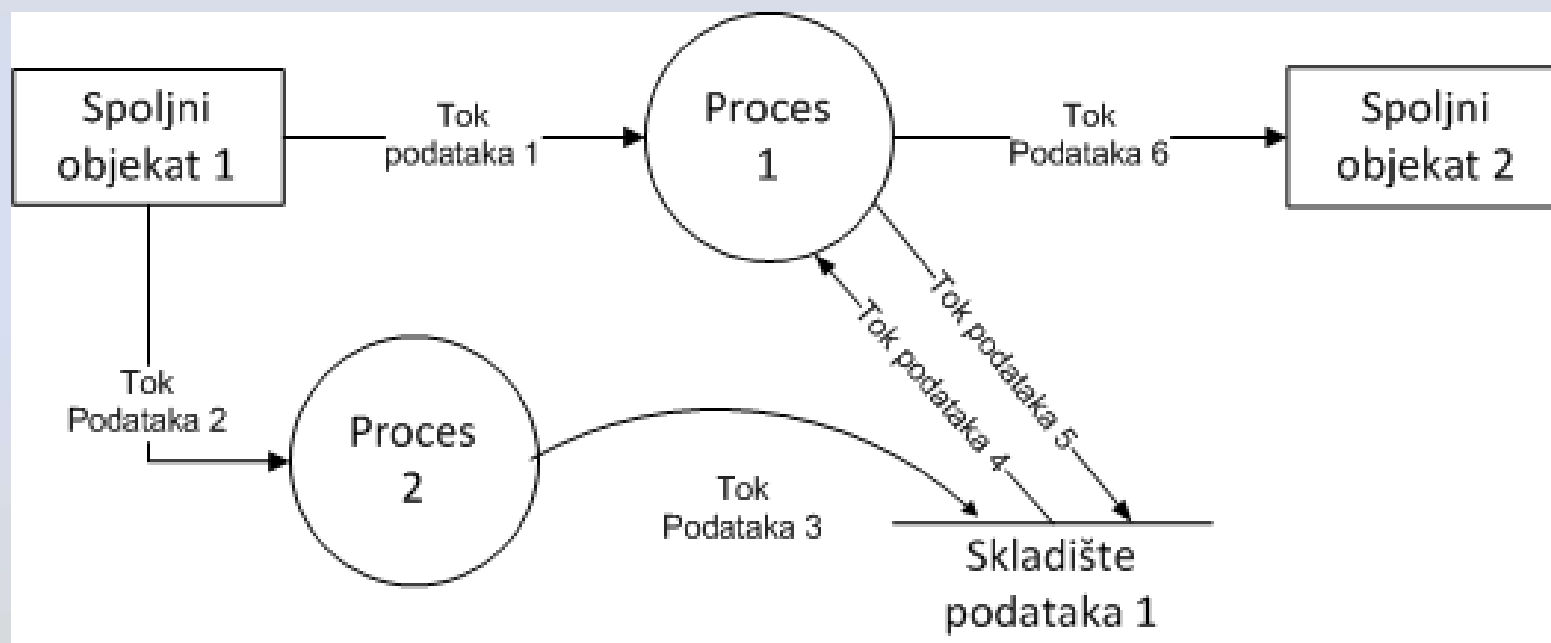 Spoljni
objekat 1
Tok
podataka 1
Proces
1
Tok
Podataka 6
Spoljni
objekat 2
Tok podataka 4
Tok podataka 5
Tok
Podataka 2
Proces
2
Tok
Podataka 3
Skladište
podataka 1